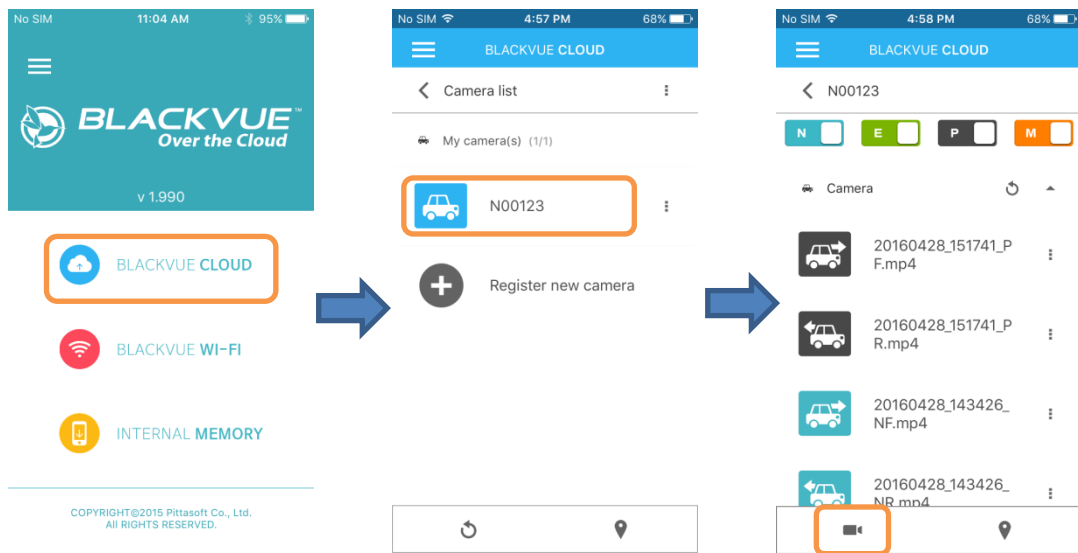 No SIM 11:04 AM 95%
BLACKVUE™
Over the Cloud
v 1.990
BLACKVUE CLOUD
BLACKVUE WI-FI
INTERNAL MEMORY
COPYRIGHT©2015 Pittasoft Co., Ltd.
All RIGHTS RESERVED.
No SIM 4:57 PM 68%
BLACKVUE CLOUD
Camera list
My camera(s) (1/1)
N00123
Register new camera
No SIM 4:58 PM 68%
BLACKVUE CLOUD
N00123
N E P M
Camera
20160428_151741_P
F.mp4
20160428_151741_P
R.mp4
20160428_143426_
NF.mp4
20160428_143426_
NR.mp4